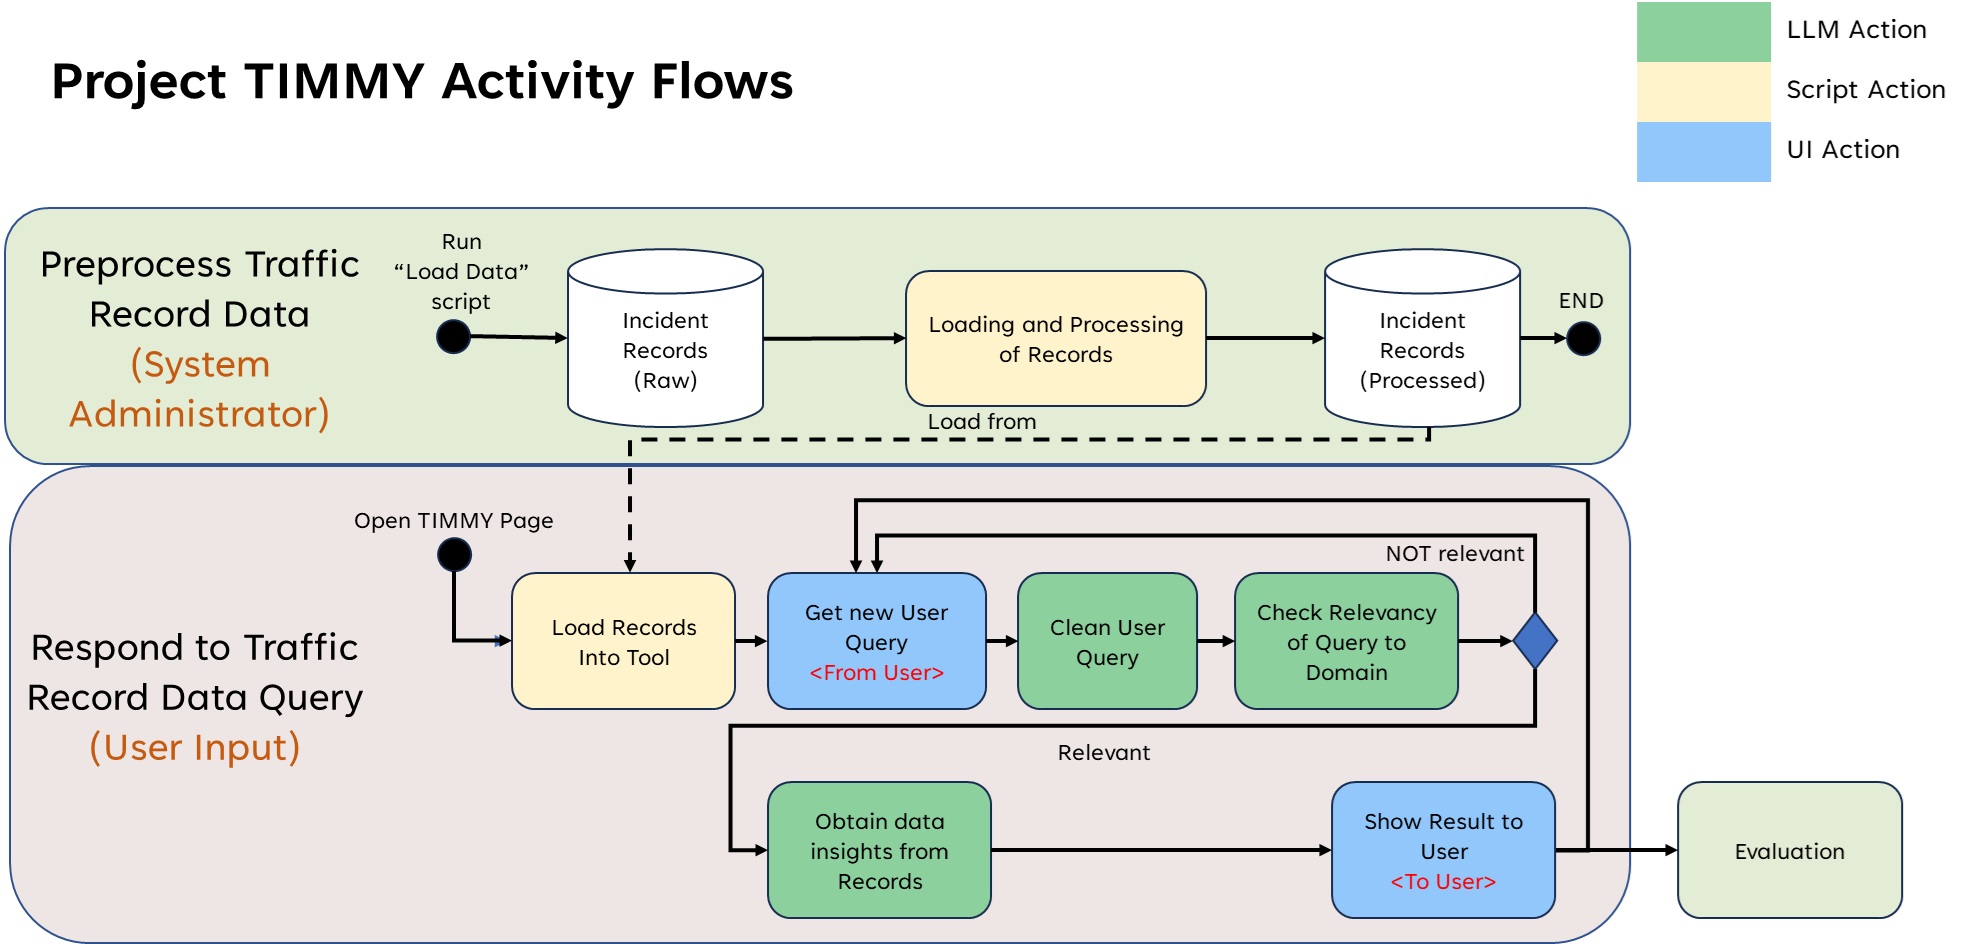 Project TIMMY Activity Flows
LLM Action
Script Action
UI Action
Preprocess Traffic
Record Data
(System
Administrator)
Run
“Load Data”
script
Incident
Records
(Raw)
Loading and Processing
of Records
Incident
Records
(Processed)
END
Load from
Respond to Traffic
Record Data Query
(User Input)
Open TIMMY Page
Load Records
Into Tool
Get new User
Query
<From User>
Clean User
Query
Check Relevancy
of Query to
Domain
NOT relevant
Relevant
Obtain data
insights from
Records
Show Result to
User
<To User>
Evaluation